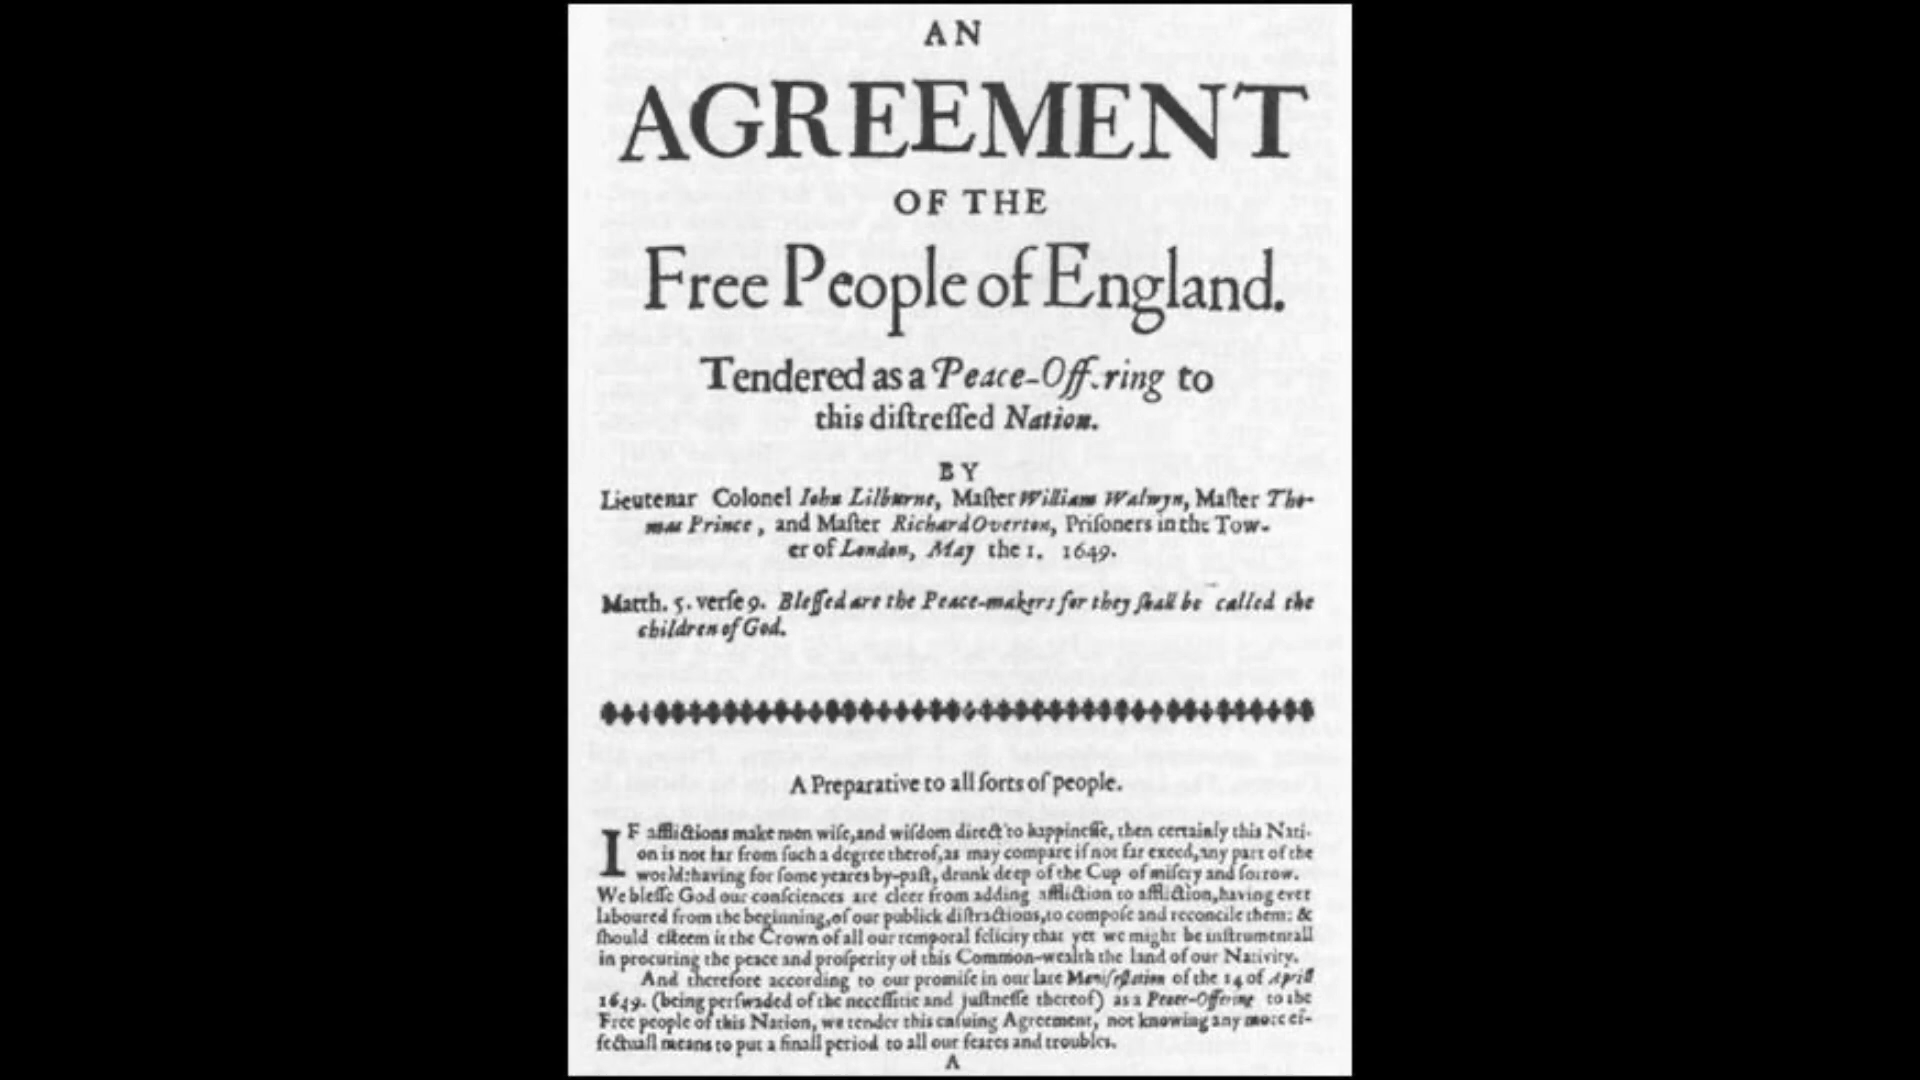 AN
AGREEMENT
OF THE
Free People of England.
Tendered as a Peace-Off.ring to
this diſtreſſed Nation.
BY
Lieutenar Colonel Iohn Lilburne, Maſter William Walwyn, Maſter Tho-
mas Prince, and Maſter Richard Overton, Priſoners in the Tow-
er of London, May the 1. 1649.
Matth. 5. verſe 9. Bleſſed are the Peace-makers for they ſhall be called the
children of God.
A Preparative to all ſorts of people.
IF afflictions make men wiſe, and wiſdom direct to happineſſe, then certainly this Nati-
on is not far from ſuch a degree therof, as may compare if not far exeed, any part of the
world: having for ſome yeares by-paſt, drunk deep of the Cup of miſery and ſorrow.
We bleſſe God our conſciences are cleer from adding affliction to affliction, having ever
laboured from the beginning, of our publick diſtractions, to compoſe and reconcile them: &
ſhould eſteem it the Crown of all our temporal felicity that yet we might be inſtrumentall
in procuring the peace and proſperity of this Common-wealth the land of our Nativity.
And therefore according to our promiſe in our late Manifeſtation of the 14 of Aprill
1649. (being perſwaded of the neceſſitie and juſtneſſe thereof) as a Peace-Offering to the
Free people of this Nation, we tender this enſuing Agreement, not knowing any more ef-
fectuall means to put a finall period to all our feares and troubles.
A